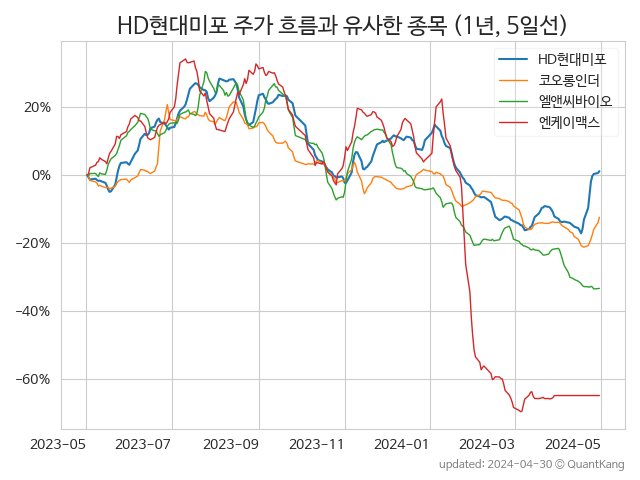 HD현대미포 주가 흐름과 유사한 종목 (1년, 5일선)
HD현대미포
코오롱인더
엘앤씨바이오
엔케이맥스
20%
0%
−20%
−40%
−60%
2023-05 2023-07 2023-09 2023-11 2024-01 2024-03 2024-05
updated: 2024-04-30 © QuantKang